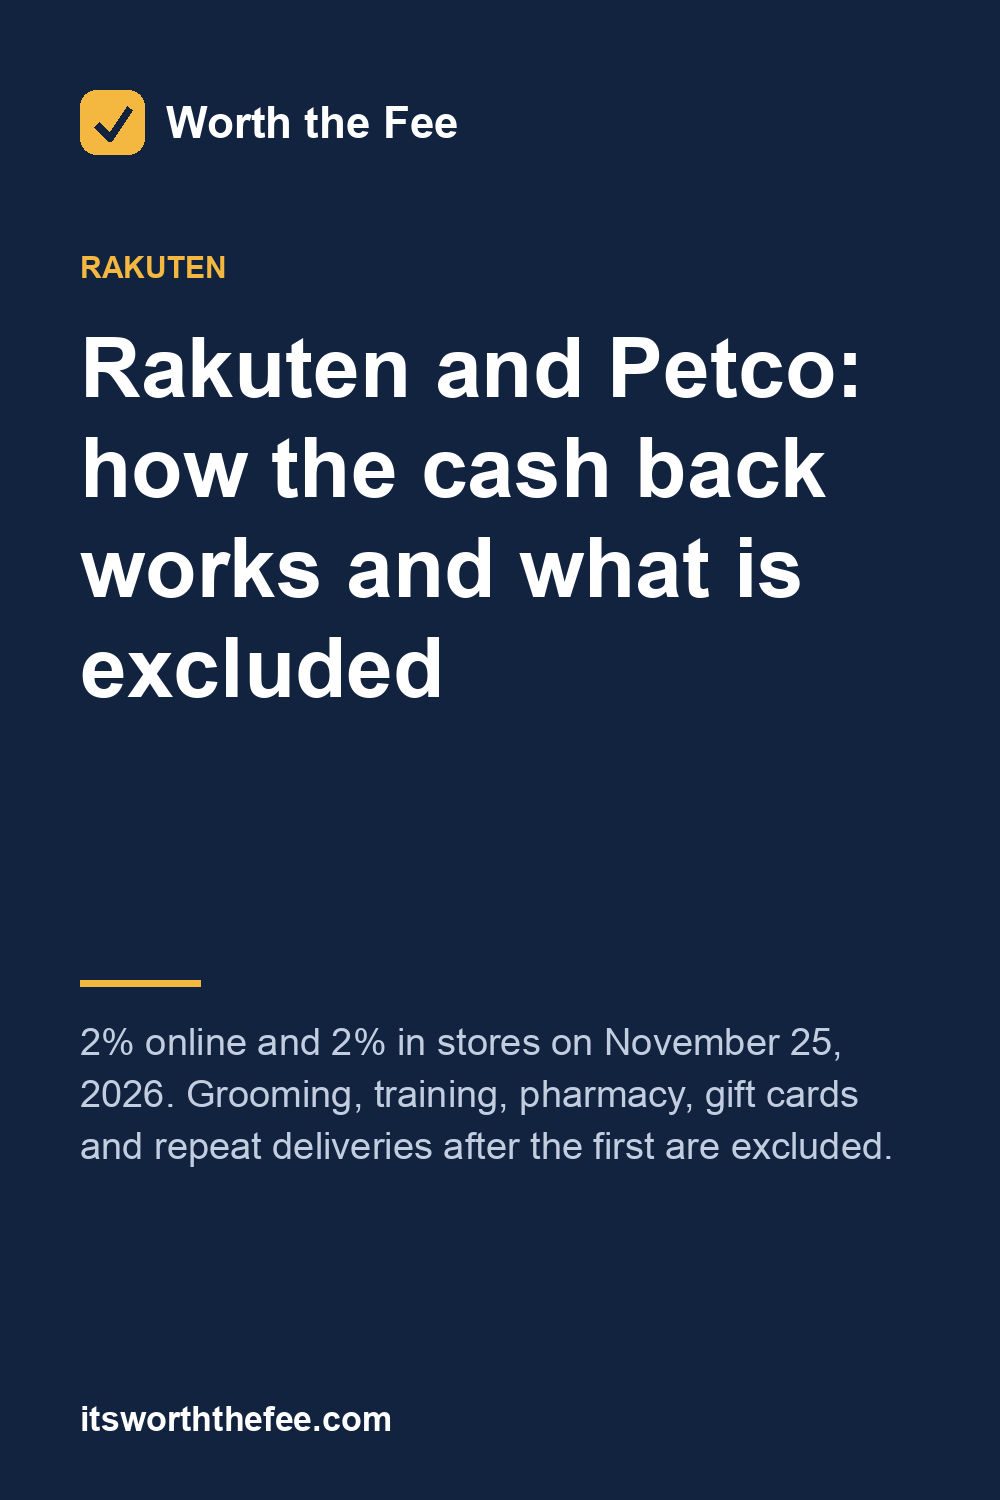 Worth the Fee
RAKUTEN
Rakuten and Petco:
how the cash back
works and what is
excluded
2% online and 2% in stores on November 25,
2026. Grooming, training, pharmacy, gift cards
and repeat deliveries after the first are excluded.
itsworththefee.com